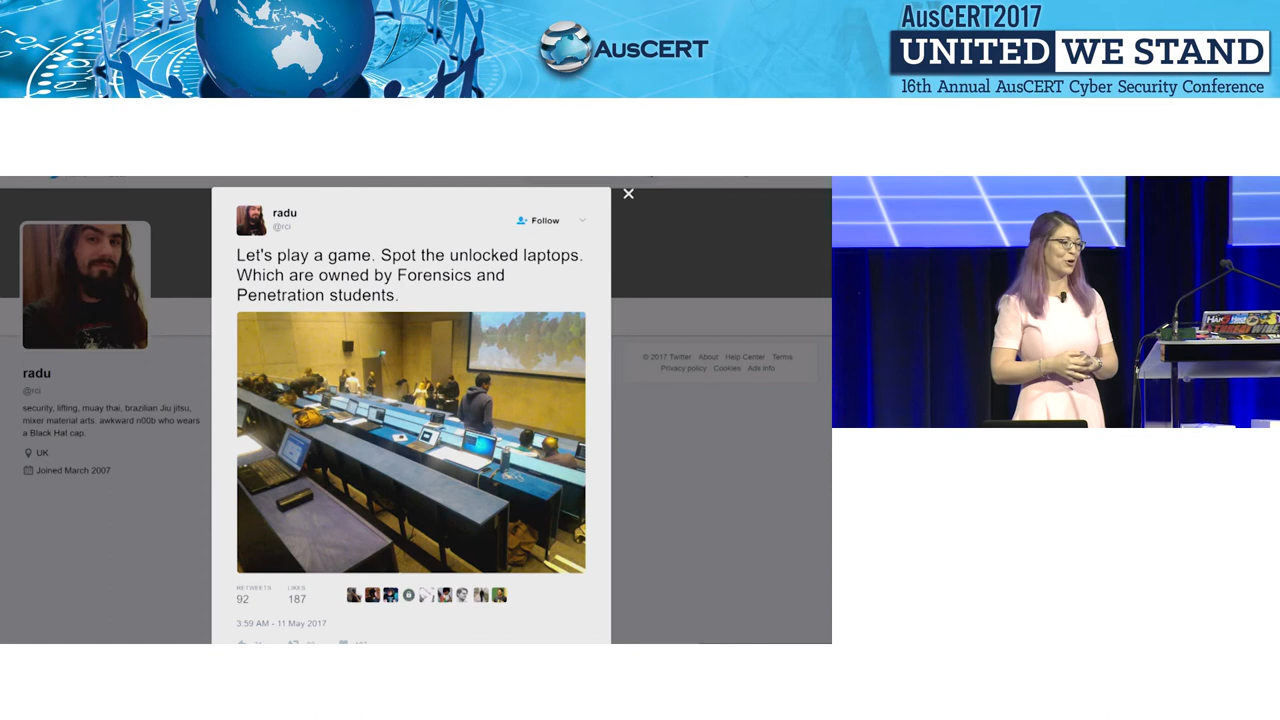 AusCERT
AusCERT2017
UNITED WE STAND
16th Annual AusCERT Cyber Security Conference
radu
@rci
Follow
Let's play a game. Spot the unlocked laptops.
Which are owned by Forensics and
Penetration students.
RETWEETS
LIKES
92
187
3:59 AM - 11 May 2017
radu
@rci
security, lifting, muay thai, brazilian Jiu jitsu,
mixer material arts. awkward n00b who wears
a Black Hat cap.
UK
Joined March 2007
© 2017 Twitter About Help Center Terms
Privacy policy Cookies Ads info